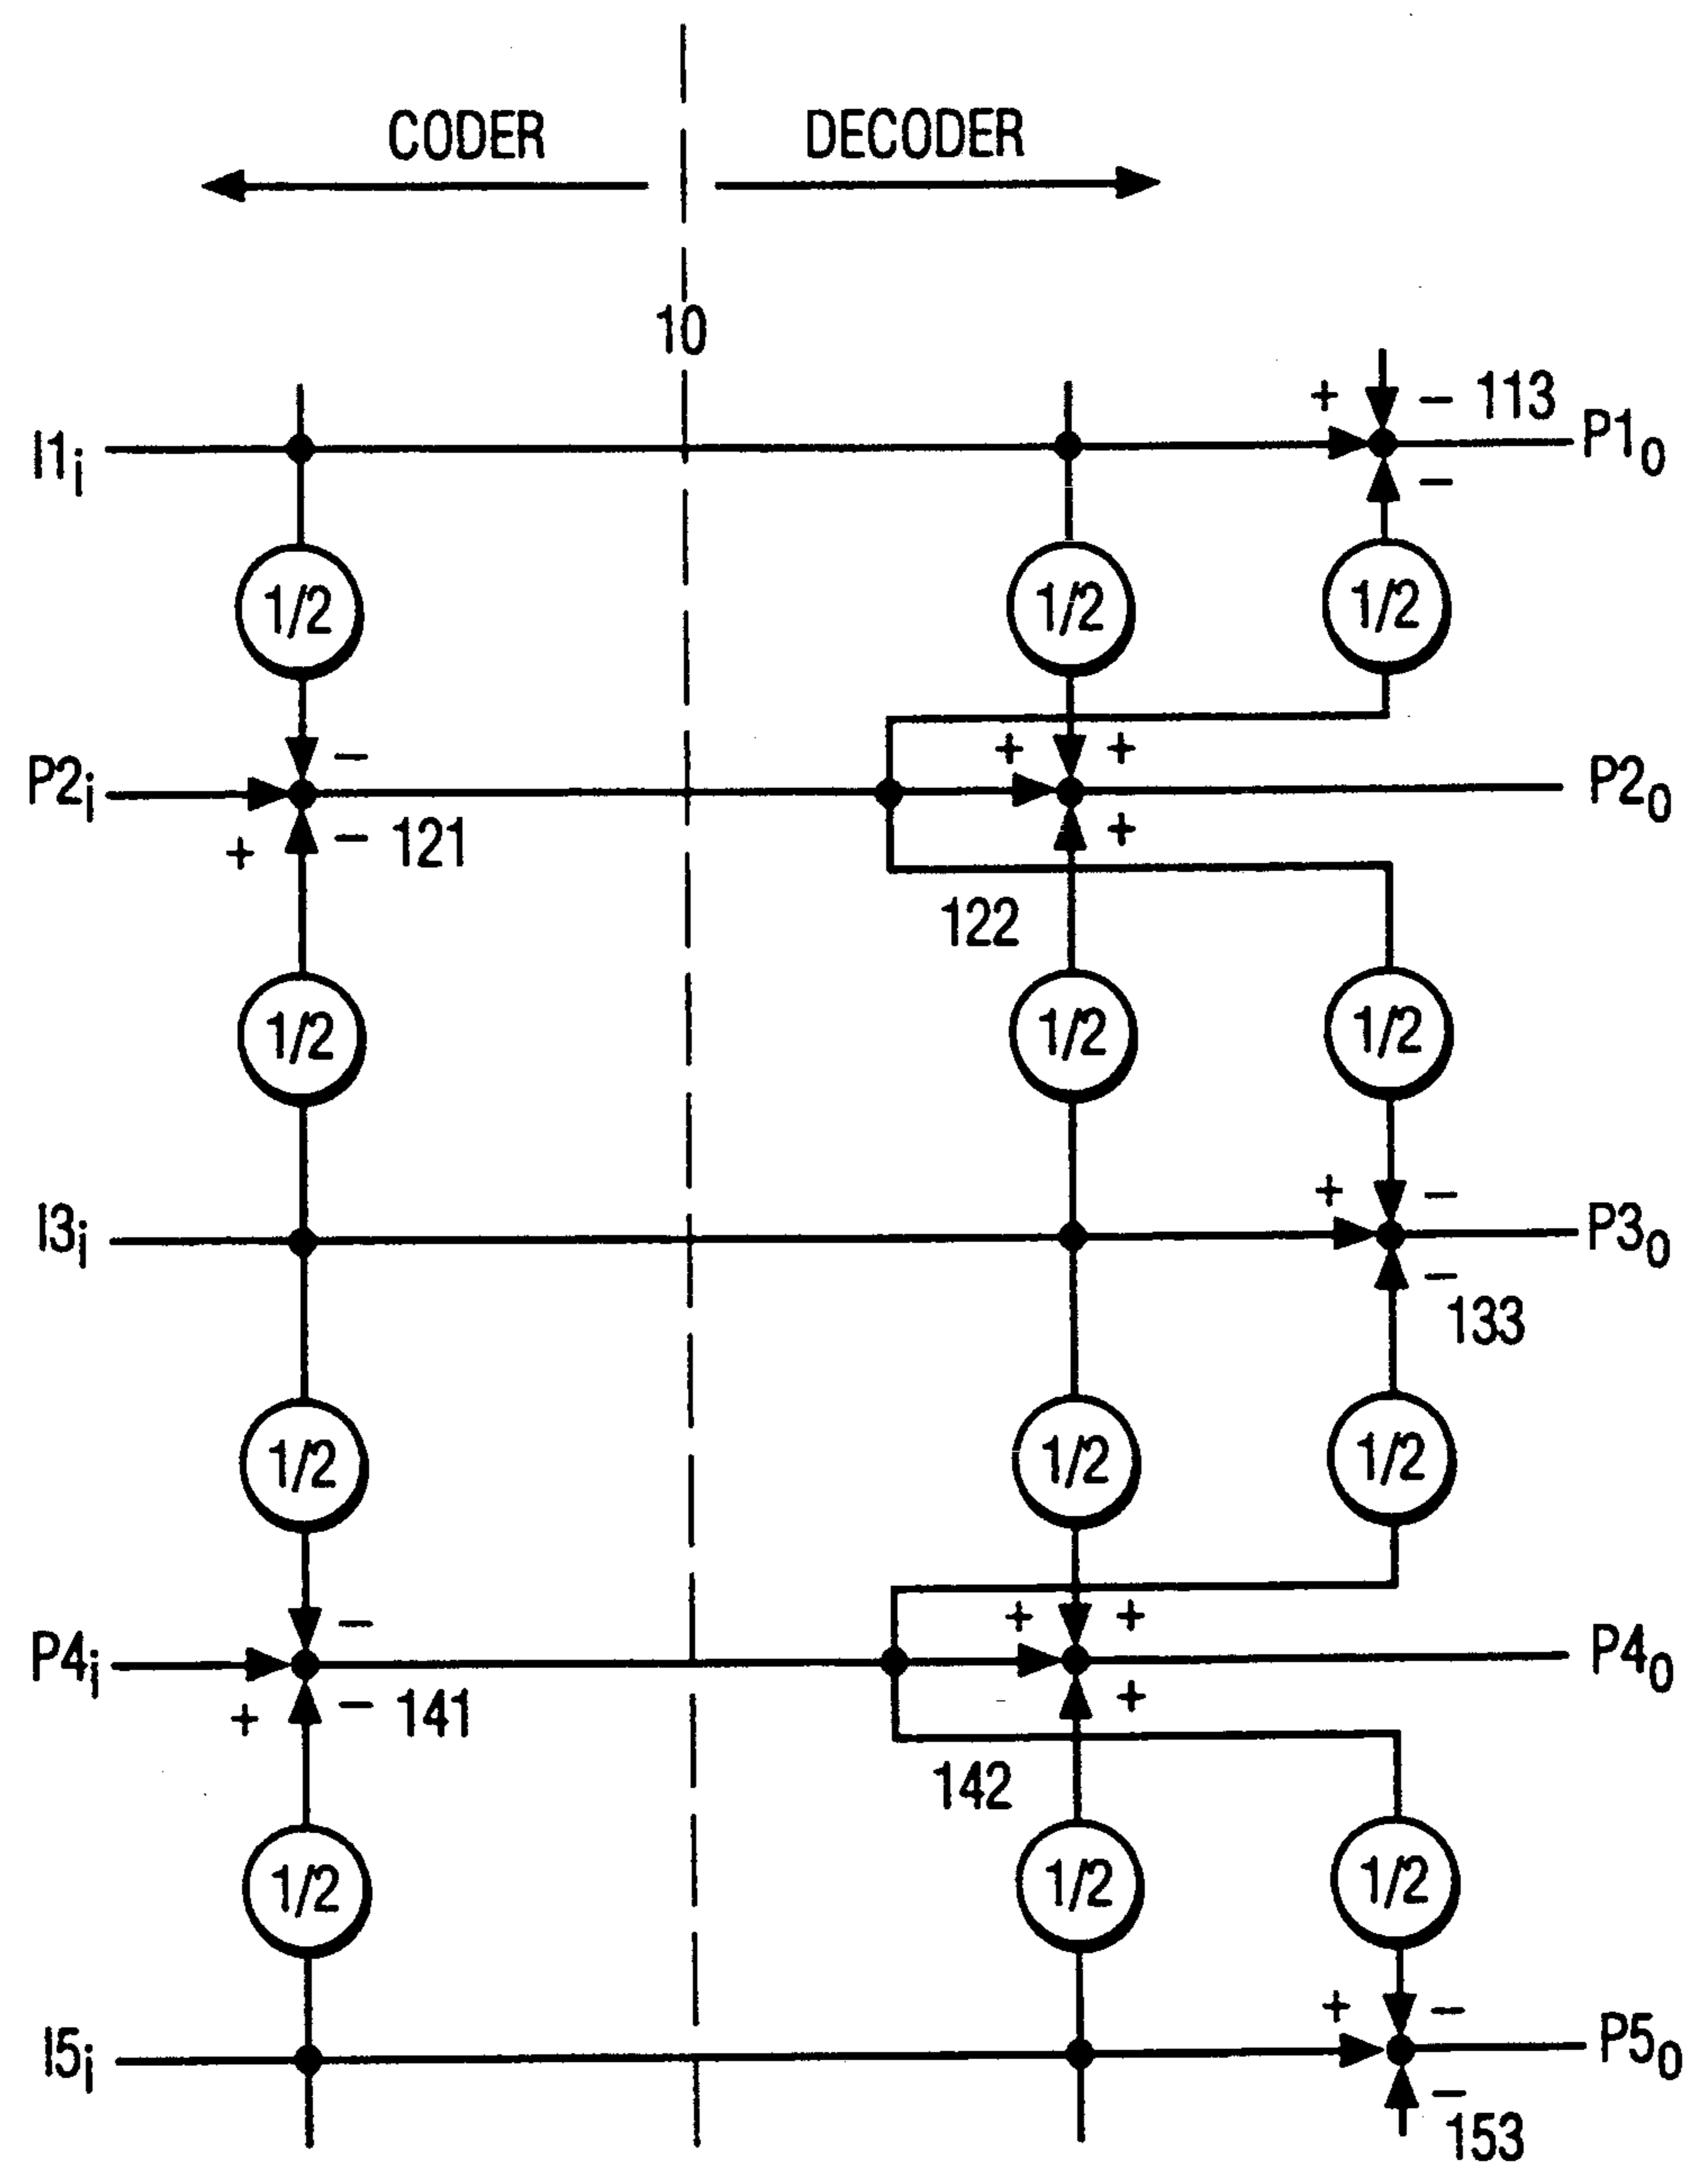 CODER DECODER
10
+ − 113
I1i P1o
−
1/2 1/2 1/2
− + +
P2i P2o
+ − 121 +
122
1/2 1/2 1/2
+ −
I3i P3o
−
133
1/2 1/2 1/2
− + +
P4i P4o
+ − 141 +
142
1/2 1/2 1/2
+ −
I5i P5o
−
153